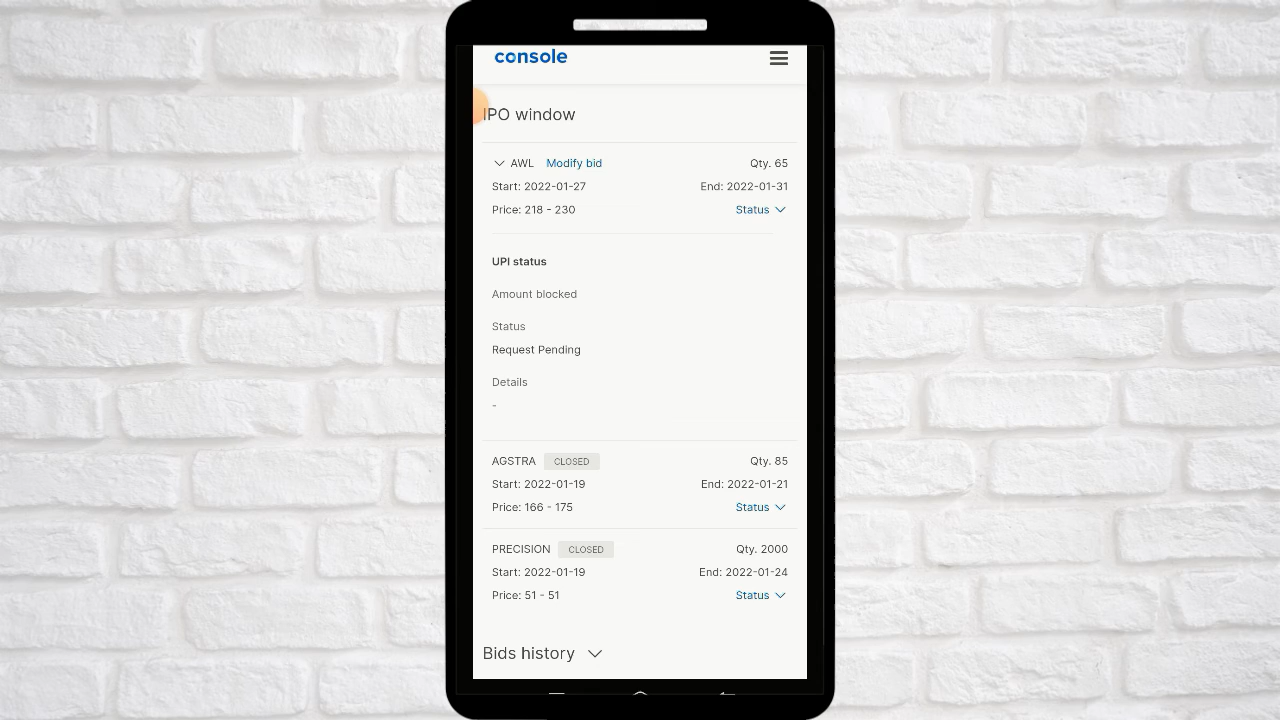 console
IPO window
AWL Modify bid Qty. 65
Start: 2022-01-27 End: 2022-01-31
Price: 218 - 230 Status
UPI status
Amount blocked
Status
Request Pending
Details
-
AGSTRA CLOSED Qty. 85
Start: 2022-01-19 End: 2022-01-21
Price: 166 - 175 Status
PRECISION CLOSED Qty. 2000
Start: 2022-01-19 End: 2022-01-24
Price: 51 - 51 Status
Bids history